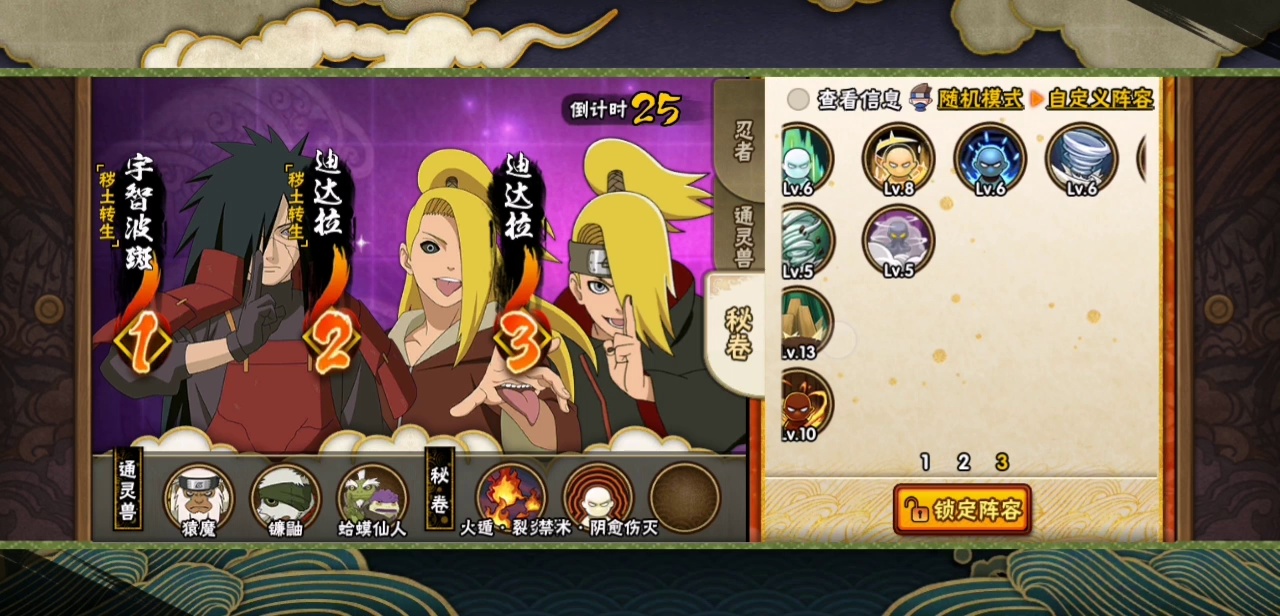 倒计时25
「秽土转生」
宇智波斑
1
「秽土转生」
迪达拉
2
迪达拉
3
忍者
通灵兽
秘卷
查看信息 随机模式 自定义阵容
Lv.6 Lv.8 Lv.6 Lv.6
Lv.5 Lv.5
Lv.13
Lv.10
1 2 3
锁定阵容
通灵兽
猿魔 镰鼬 蛤蟆仙人
秘卷
火遁·裂 禁术·阴愈伤灭